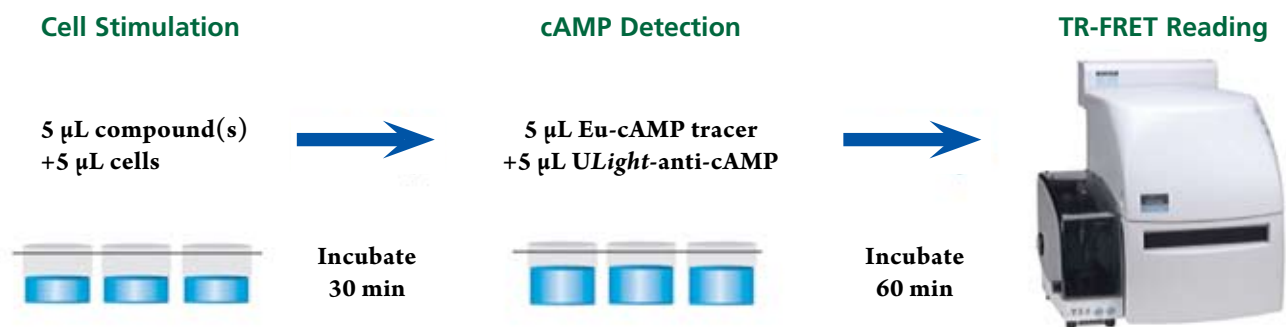 Cell Stimulation
cAMP Detection
TR-FRET Reading
5 µL compound(s)
+5 µL cells
5 µL Eu-cAMP tracer
+5 µL ULight-anti-cAMP
Incubate
30 min
Incubate
60 min